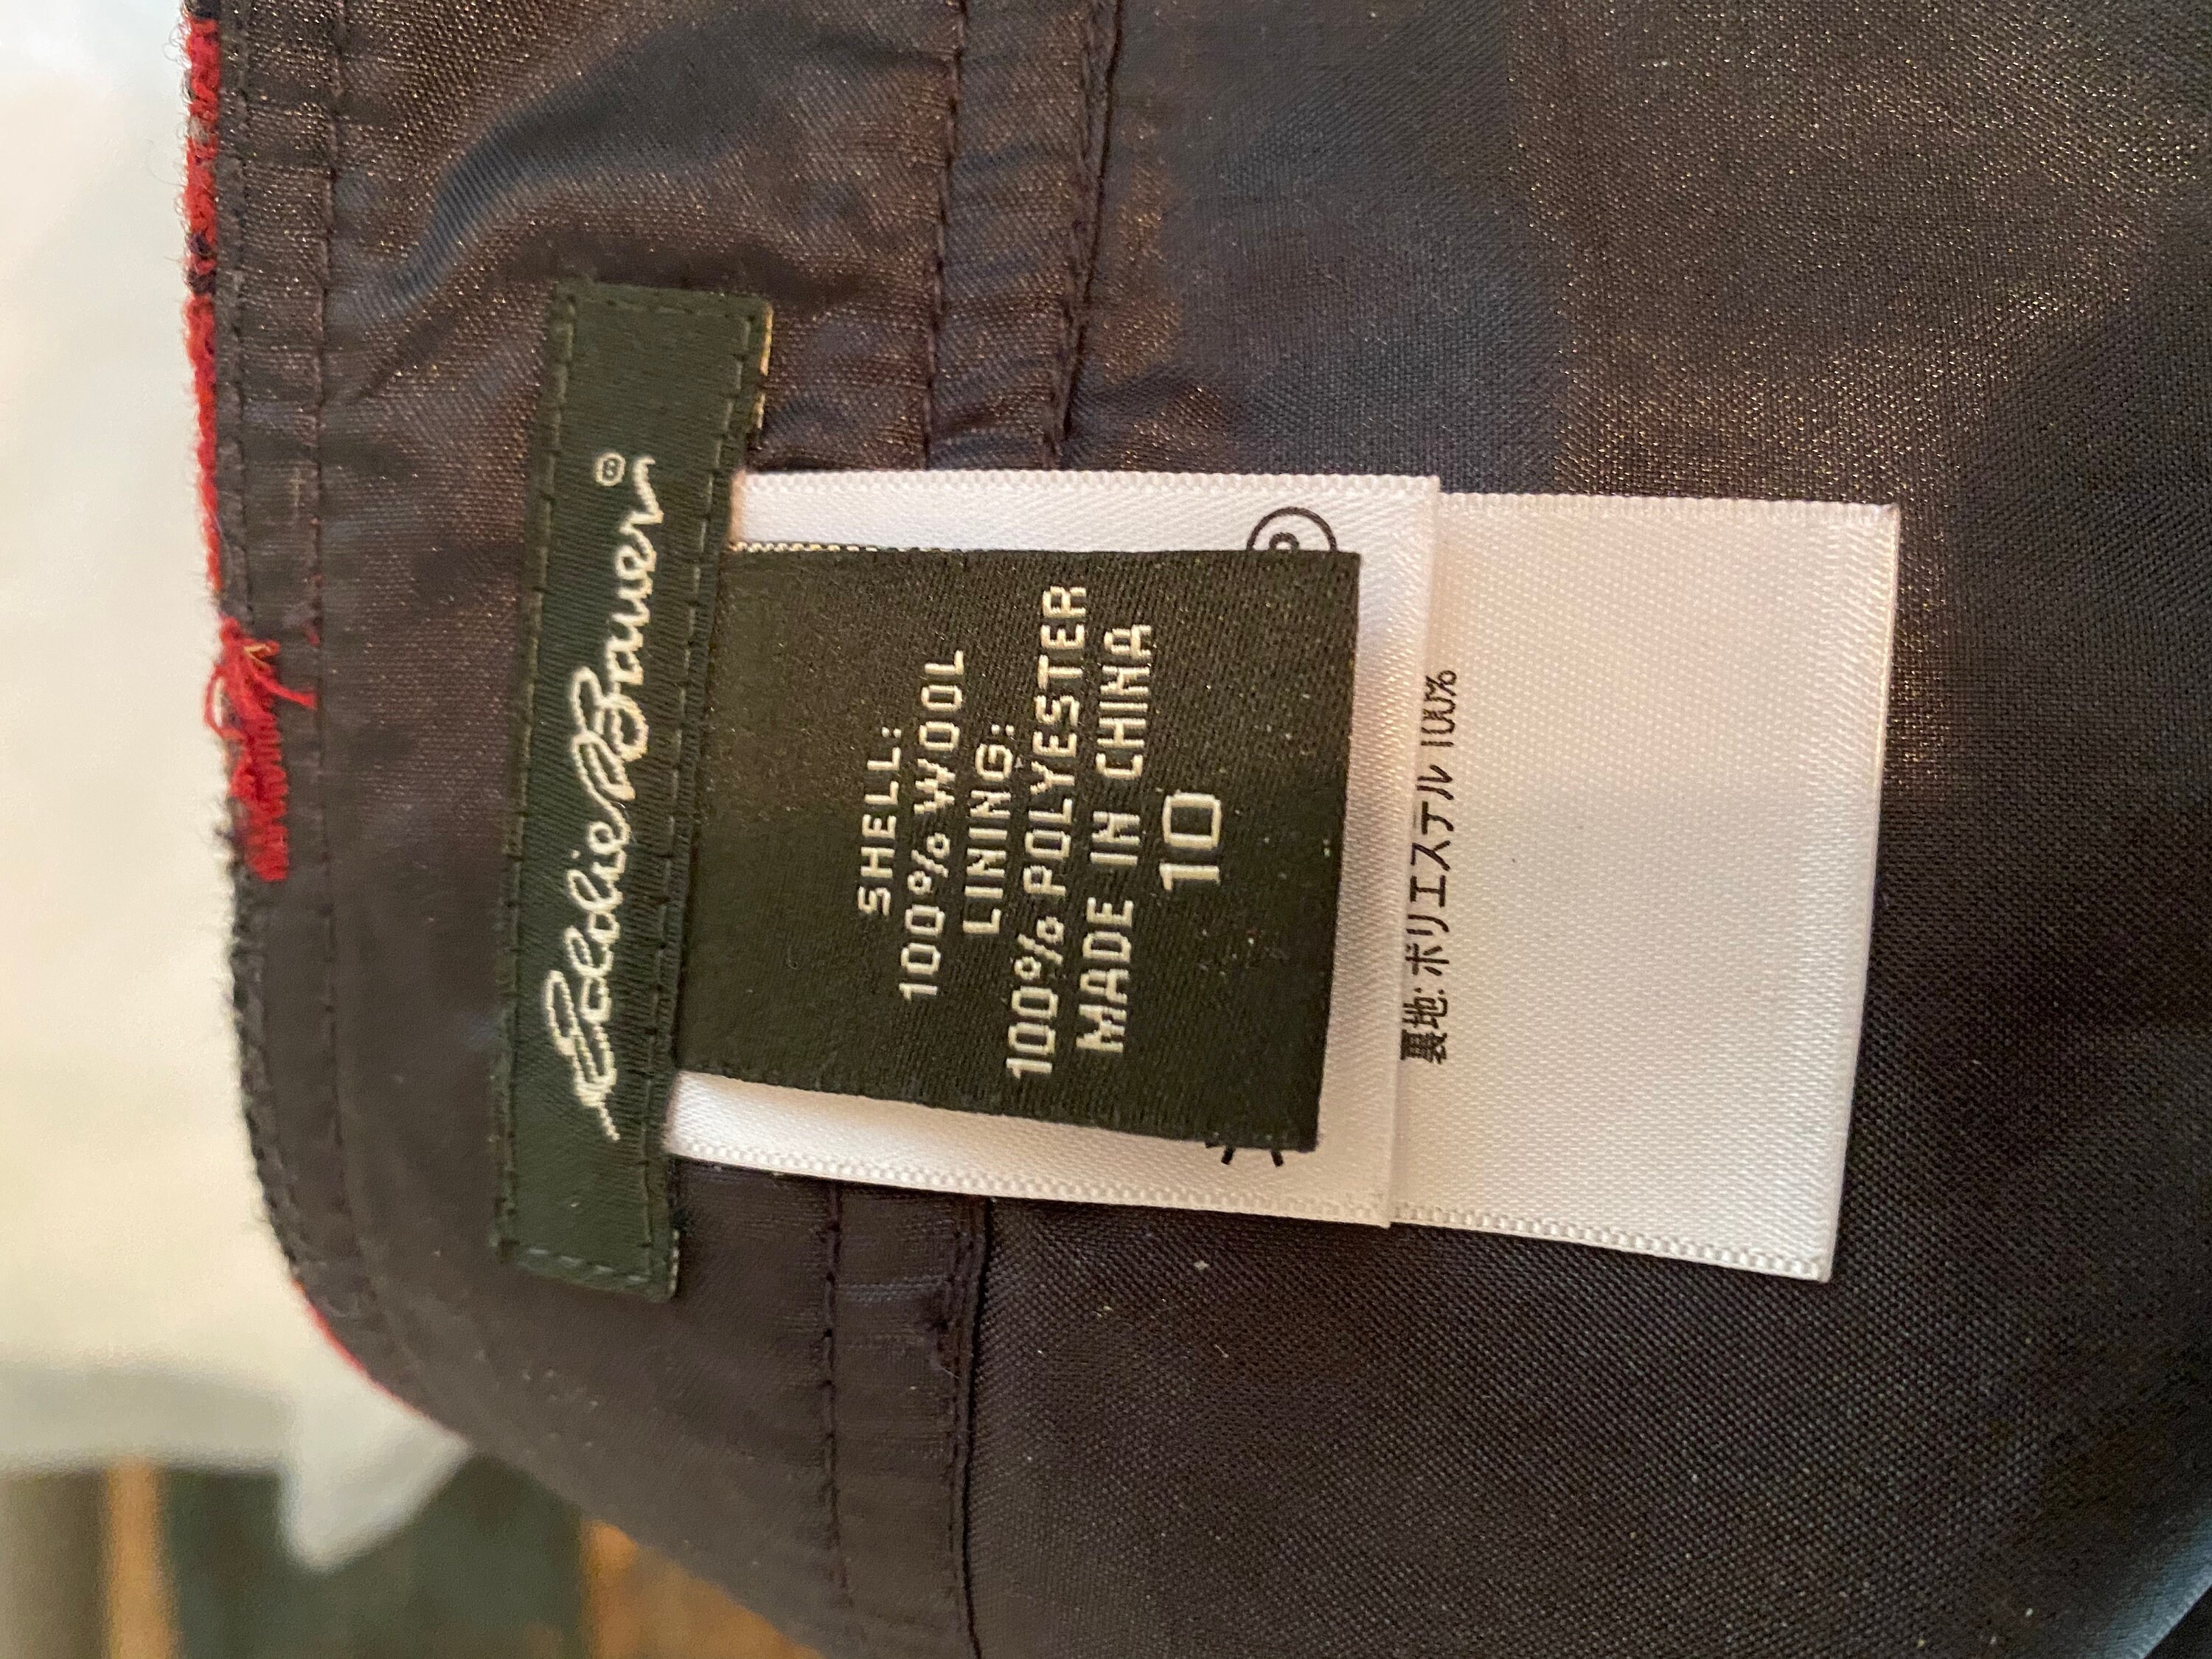 Eddie Bauer®
SHELL:
100% WOOL
LINING:
100% POLYESTER
MADE IN CHINA
10
P
裏地: ポリエステル 100%